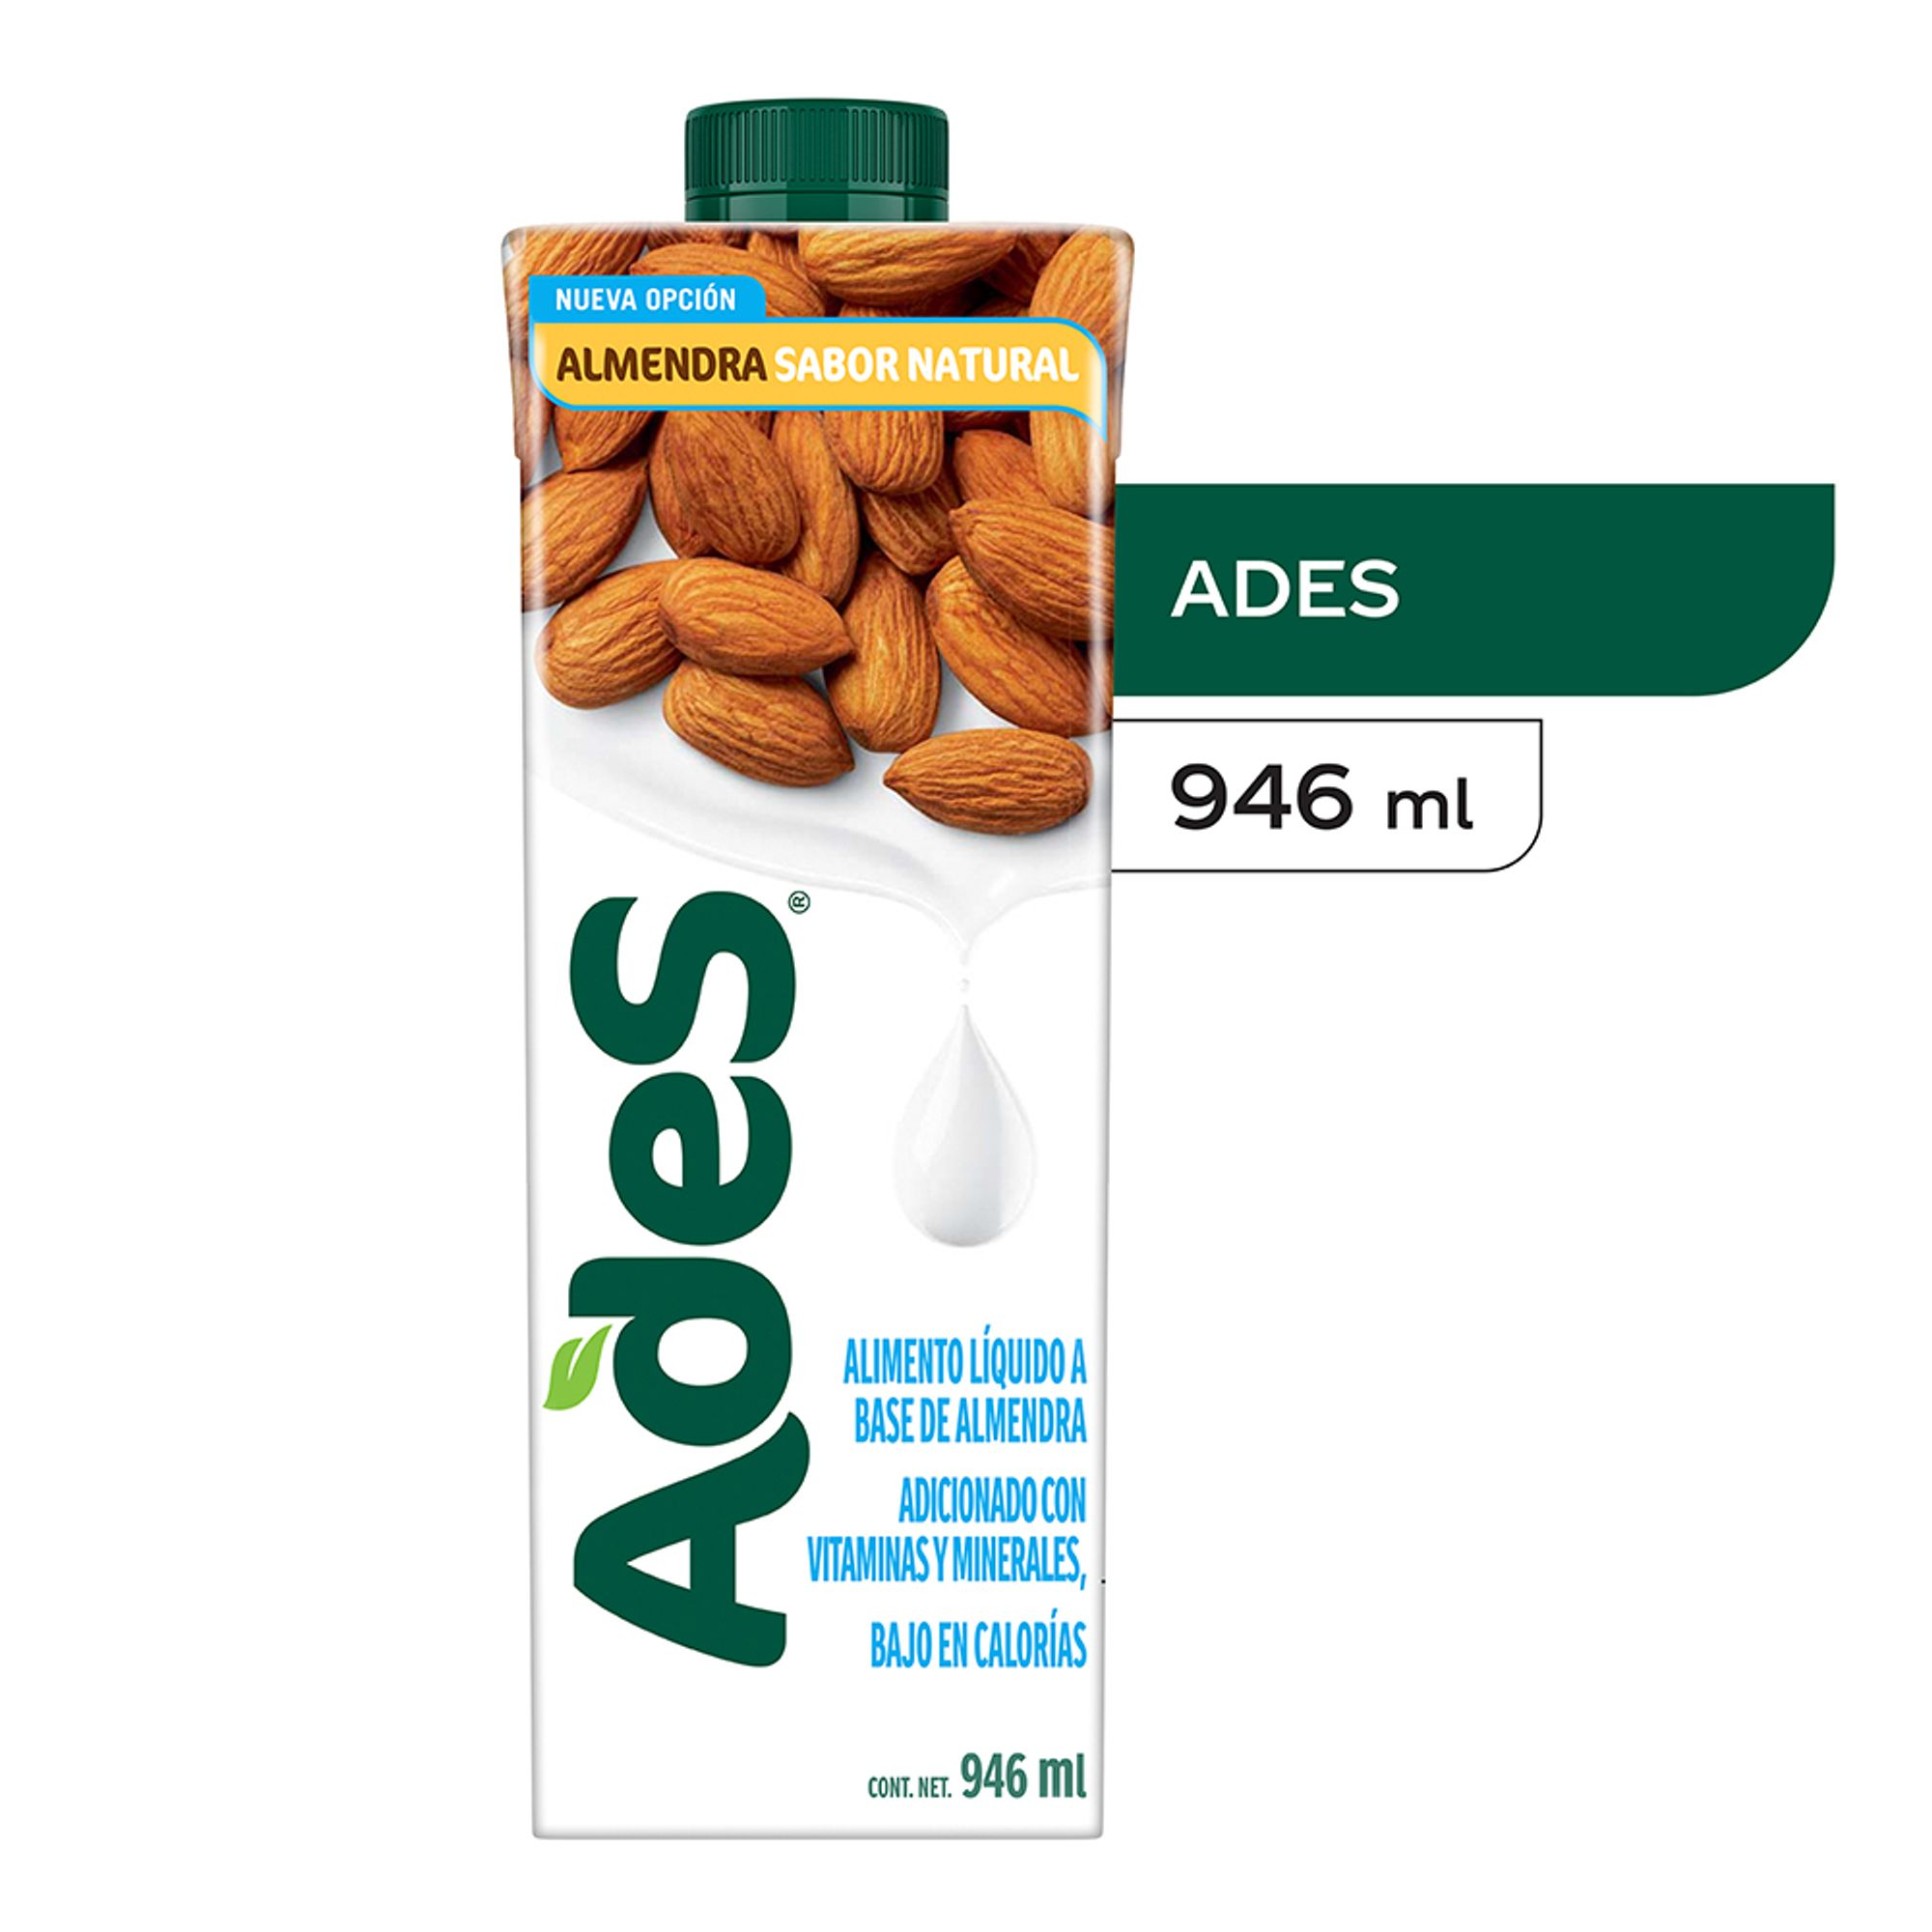 NUEVA OPCIÓN
ALMENDRA SABOR NATURAL
ADES
946 ml
Ades®
ALIMENTO LÍQUIDO A
BASE DE ALMENDRA
ADICIONADO CON
VITAMINAS Y MINERALES,
BAJO EN CALORÍAS
CONT. NET. 946 ml